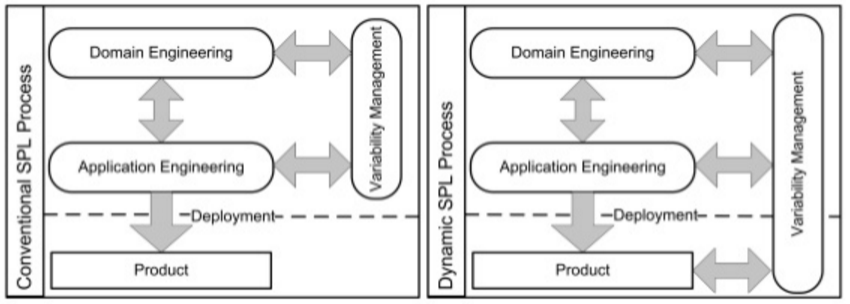 Conventional SPL Process
Domain Engineering
Variability Management
Application Engineering
Deployment
Product
Dynamic SPL Process
Domain Engineering
Variability Management
Application Engineering
Deployment
Product